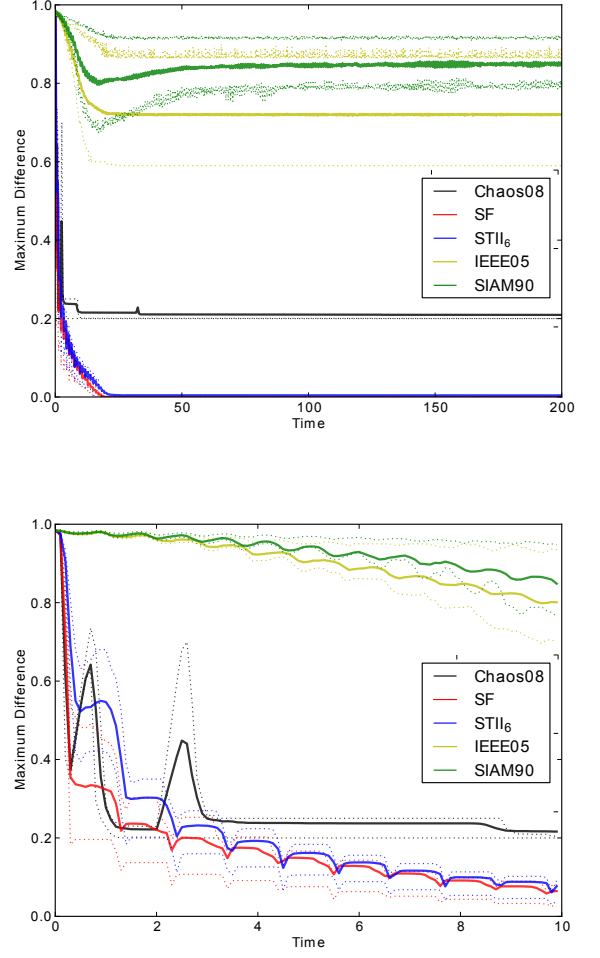 1.0
0.8
0.6
0.4
0.2
0.0
Maximum Difference
0 50 100 150 200
Time
Chaos08
SF
STII₆
IEEE05
SIAM90
1.0
0.8
0.6
0.4
0.2
0.0
Maximum Difference
0 2 4 6 8 10
Time
Chaos08
SF
STII₆
IEEE05
SIAM90